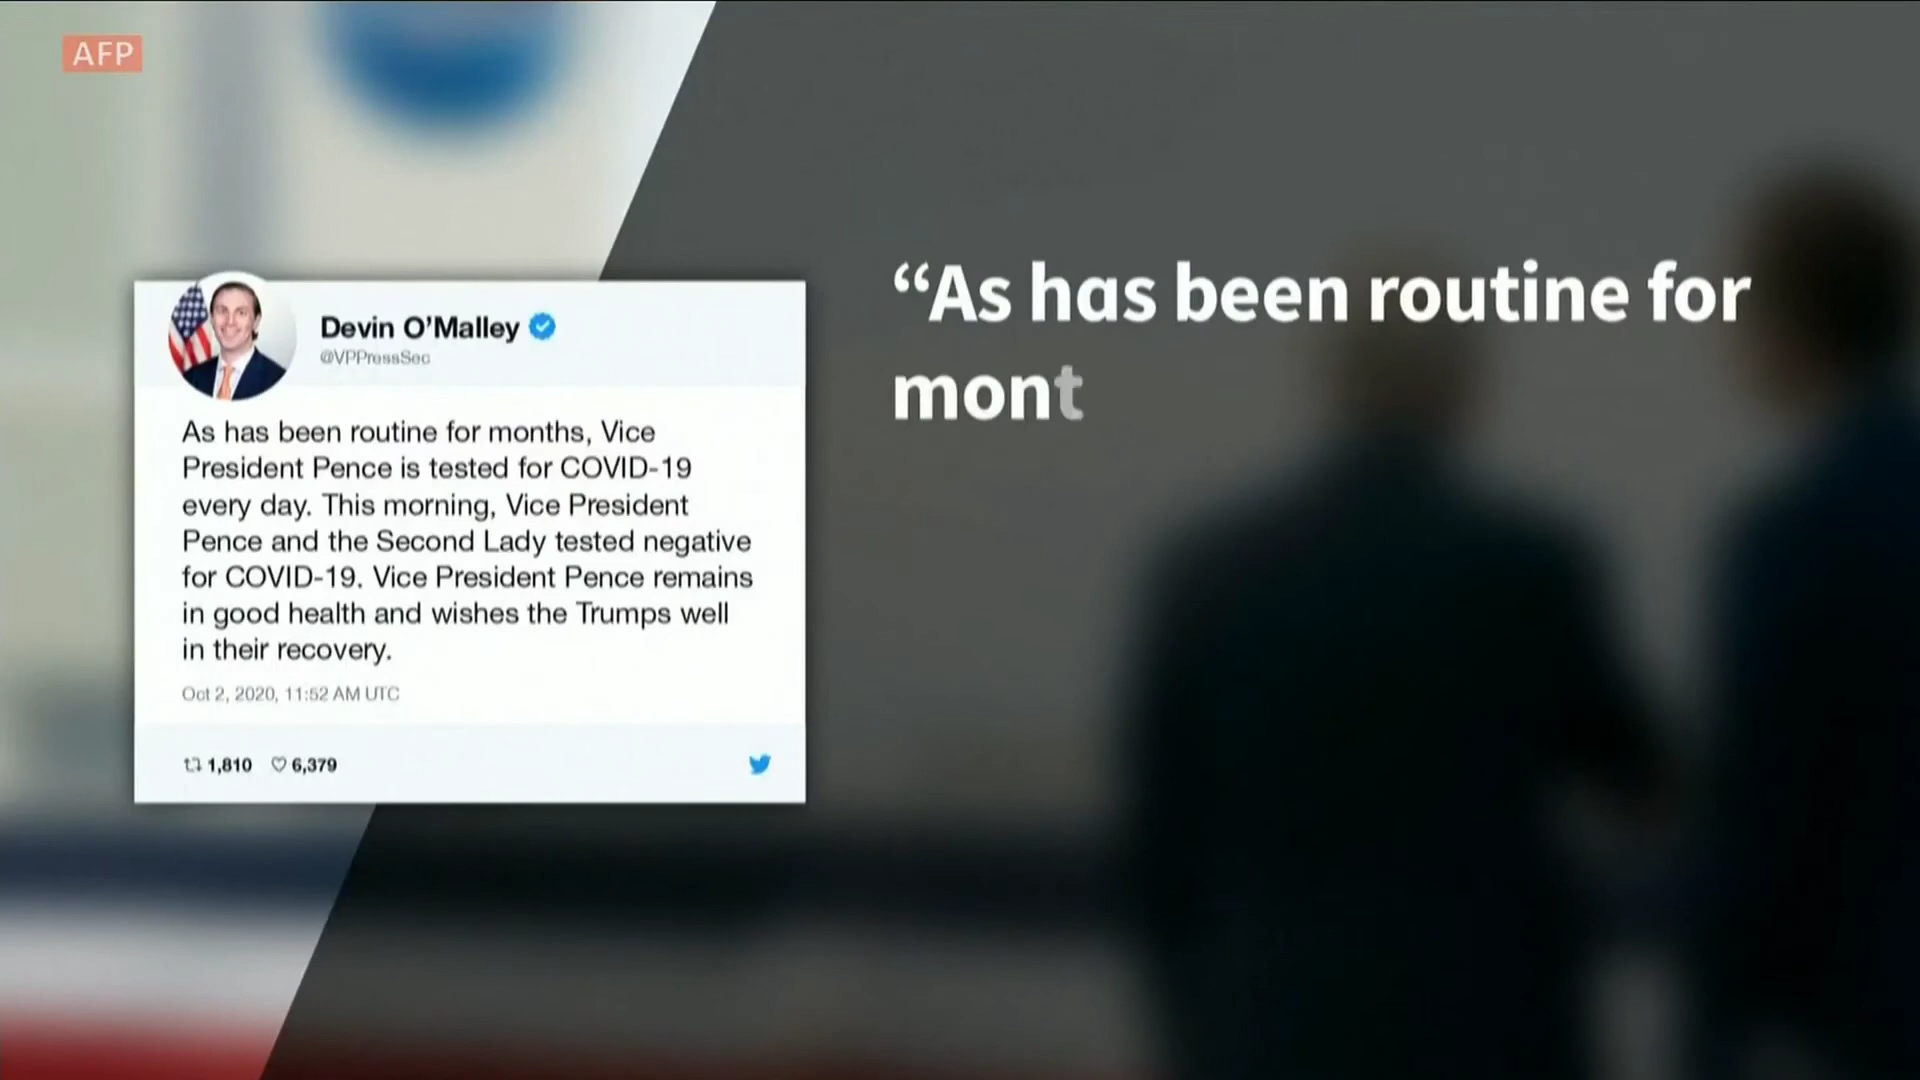 AFP
Devin O'Malley
@VPPressSec
As has been routine for months, Vice
President Pence is tested for COVID-19
every day. This morning, Vice President
Pence and the Second Lady tested negative
for COVID-19. Vice President Pence remains
in good health and wishes the Trumps well
in their recovery.
Oct 2, 2020, 11:52 AM UTC
1,810 6,379
“As has been routine for
mont